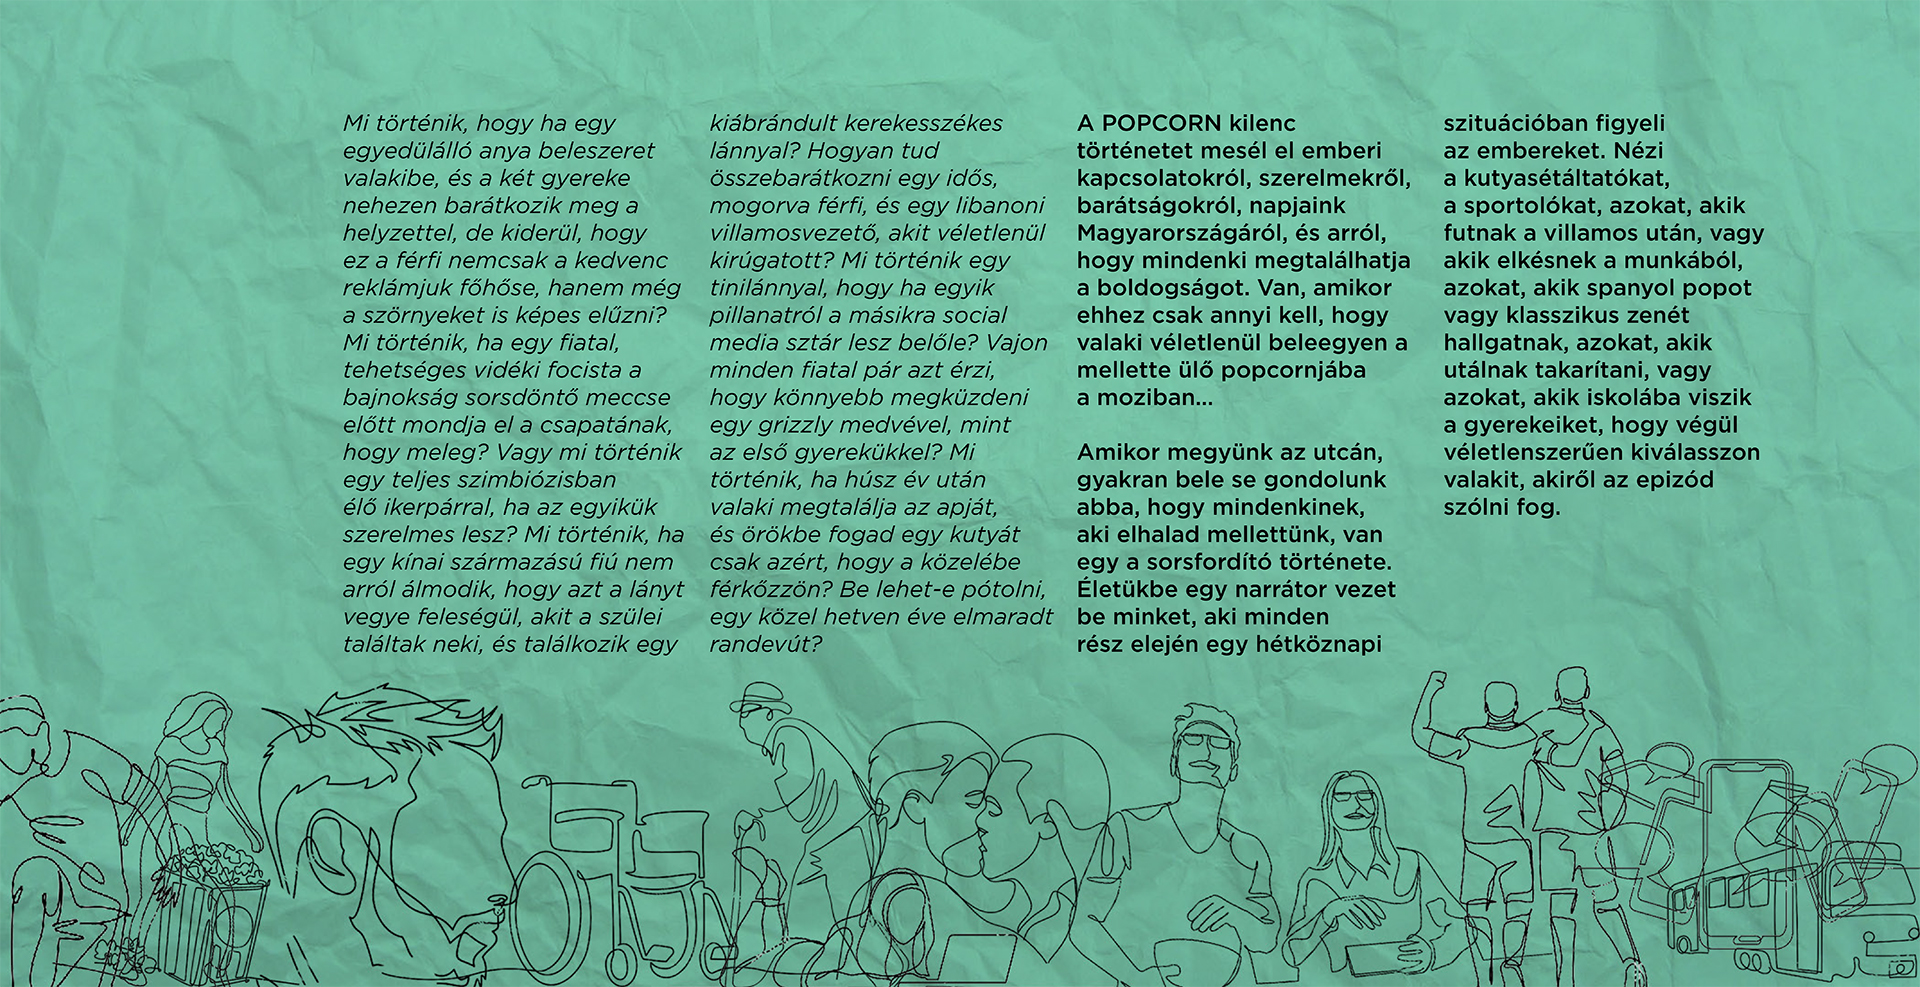 Mi történik, hogy ha egy
egyedülálló anya beleszeret
valakibe, és a két gyereke
nehezen barátkozik meg a
helyzettel, de kiderül, hogy
ez a férfi nemcsak a kedvenc
reklámjuk főhőse, hanem még
a szörnyeket is képes elűzni?
Mi történik, ha egy fiatal,
tehetséges vidéki focista a
bajnokság sorsdöntő meccse
előtt mondja el a csapatának,
hogy meleg? Vagy mi történik
egy teljes szimbiózisban
élő ikerpárral, ha az egyikük
szerelmes lesz? Mi történik, ha
egy kínai származású fiú nem
arról álmodik, hogy azt a lányt
vegye feleségül, akit a szülei
találtak neki, és találkozik egy
kiábrándult kerekesszékes
lánnyal? Hogyan tud
összebarátkozni egy idős,
mogorva férfi, és egy libanoni
villamosvezető, akit véletlenül
kirúgatott? Mi történik egy
tinilánnyal, hogy ha egyik
pillanatról a másikra social
media sztár lesz belőle? Vajon
minden fiatal pár azt érzi,
hogy könnyebb megküzdeni
egy grizzly medvével, mint
az első gyerekükkel? Mi
történik, ha húsz év után
valaki megtalálja az apját,
és örökbe fogad egy kutyát
csak azért, hogy a közelébe
férkőzzön? Be lehet-e pótolni,
egy közel hetven éve elmaradt
randevút?
A POPCORN kilenc
történetet mesél el emberi
kapcsolatokról, szerelmekről,
barátságokról, napjaink
Magyarországáról, és arról,
hogy mindenki megtalálhatja
a boldogságot. Van, amikor
ehhez csak annyi kell, hogy
valaki véletlenül beleegyen a
mellette ülő popcornjába
a moziban...
Amikor megyünk az utcán,
gyakran bele se gondolunk
abba, hogy mindenkinek,
aki elhalad mellettünk, van
egy a sorsfordító története.
Életükbe egy narrátor vezet
be minket, aki minden
rész elején egy hétköznapi
szituációban figyeli
az embereket. Nézi
a kutyasétáltatókat,
a sportolókat, azokat, akik
futnak a villamos után, vagy
akik elkésnek a munkából,
azokat, akik spanyol popot
vagy klasszikus zenét
hallgatnak, azokat, akik
utálnak takarítani, vagy
azokat, akik iskolába viszik
a gyerekeiket, hogy végül
véletlenszerűen kiválasszon
valakit, akiről az epizód
szólni fog.